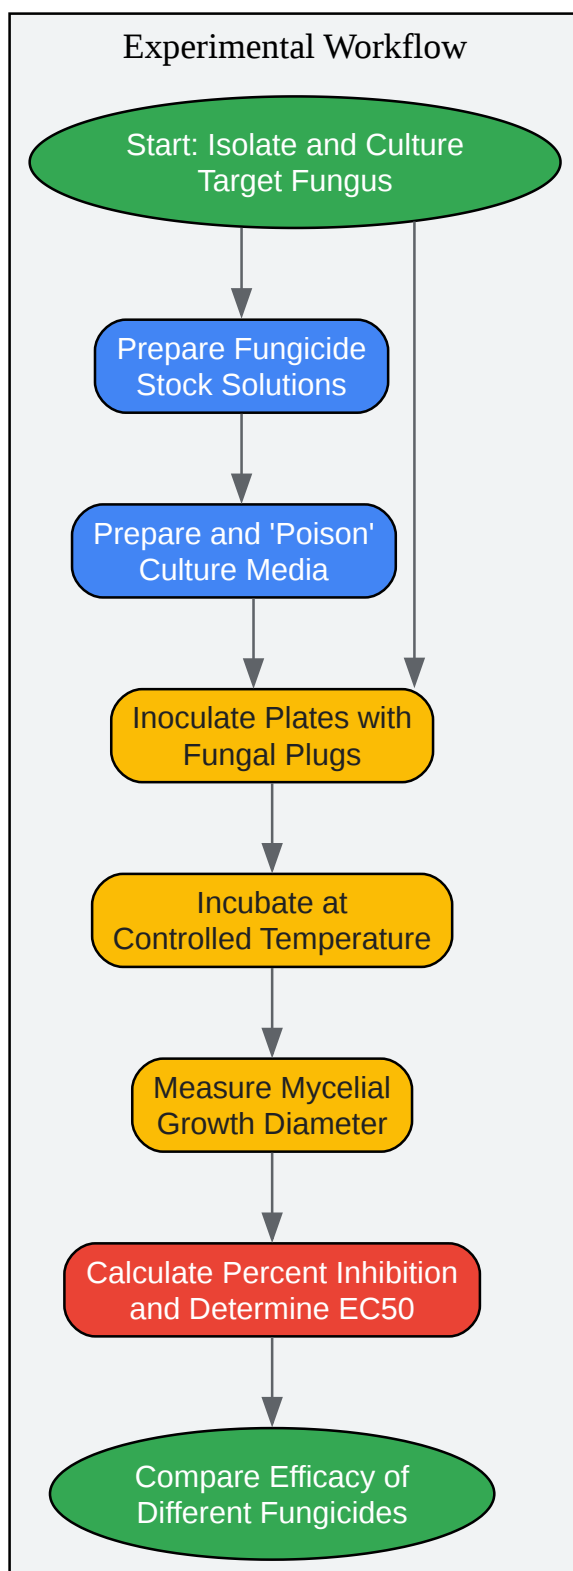 Experimental Workflow
Start: Isolate and Culture
Target Fungus
Prepare Fungicide
Stock Solutions
Prepare and 'Poison'
Culture Media
Inoculate Plates with
Fungal Plugs
Incubate at
Controlled Temperature
Measure Mycelial
Growth Diameter
Calculate Percent Inhibition
and Determine EC50
Compare Efficacy of
Different Fungicides